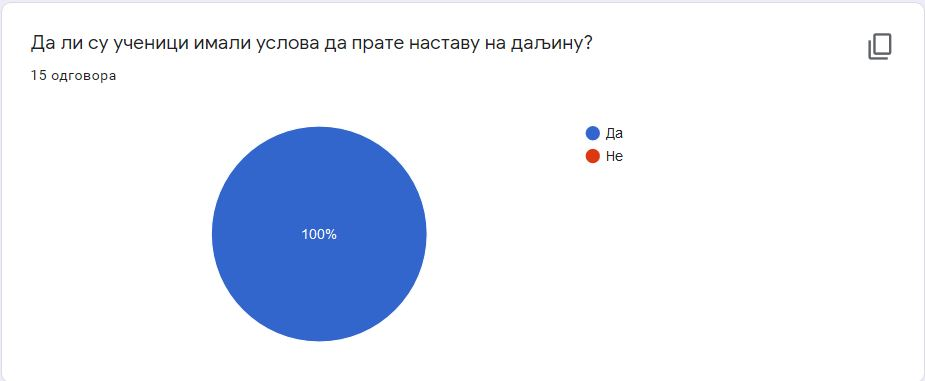 Да ли су ученици имали услова да прате наставу на даљину?
15 одговора
Да
Не
100%